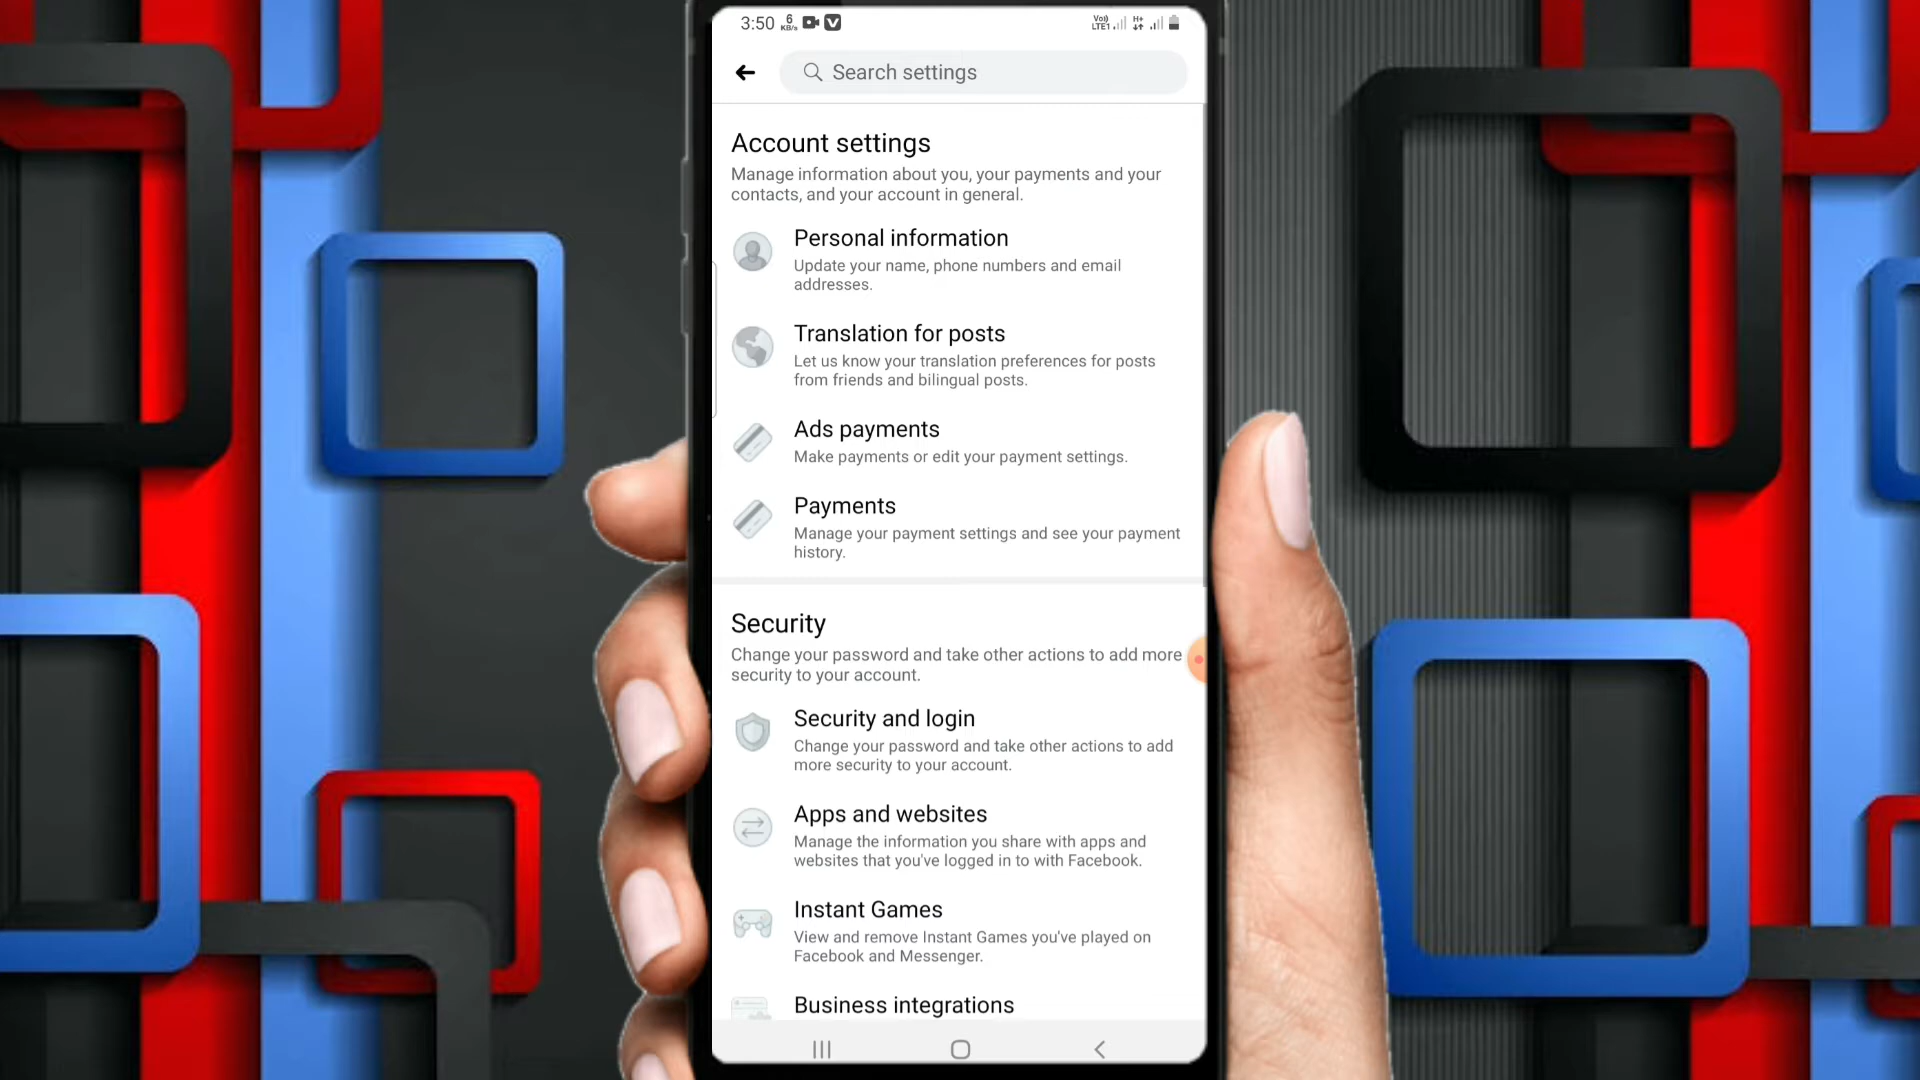 3:50 6 KB/s Vo)) LTE1 H+
Search settings
Account settings
Manage information about you, your payments and your
contacts, and your account in general.
Personal information
Update your name, phone numbers and email
addresses.
Translation for posts
Let us know your translation preferences for posts
from friends and bilingual posts.
Ads payments
Make payments or edit your payment settings.
Payments
Manage your payment settings and see your payment
history.
Security
Change your password and take other actions to add more
security to your account.
Security and login
Change your password and take other actions to add
more security to your account.
Apps and websites
Manage the information you share with apps and
websites that you've logged in to with Facebook.
Instant Games
View and remove Instant Games you've played on
Facebook and Messenger.
Business integrations